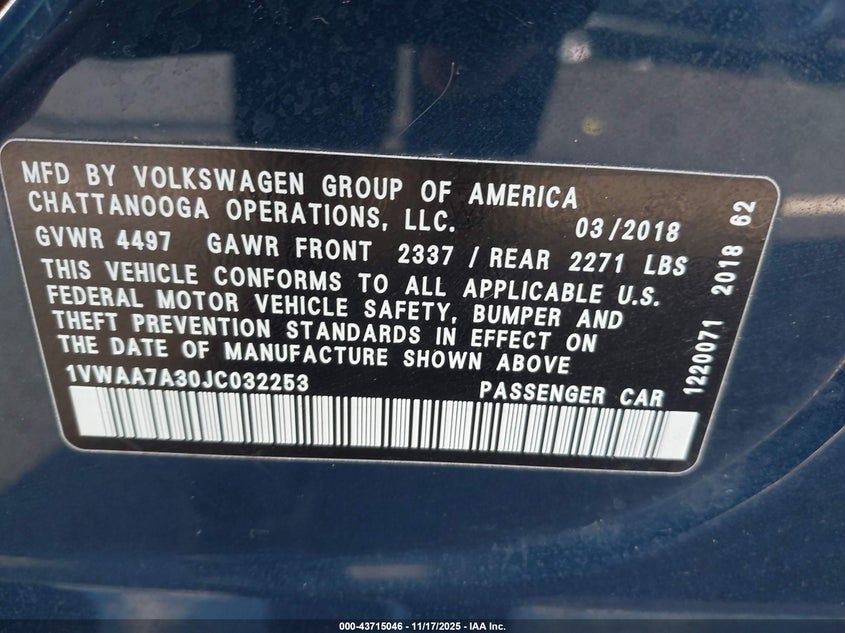 MFD BY VOLKSWAGEN GROUP OF AMERICA
CHATTANOOGA OPERATIONS, LLC. 03/2018
GVWR 4497 GAWR FRONT 2337 / REAR 2271 LBS
THIS VEHICLE CONFORMS TO ALL APPLICABLE U.S.
FEDERAL MOTOR VEHICLE SAFETY, BUMPER AND
THEFT PREVENTION STANDARDS IN EFFECT ON
THE DATE OF MANUFACTURE SHOWN ABOVE
1VWAA7A30JC032253 PASSENGER CAR
1220071 2018 62
000-43715046 - 11/17/2025 - IAA Inc.